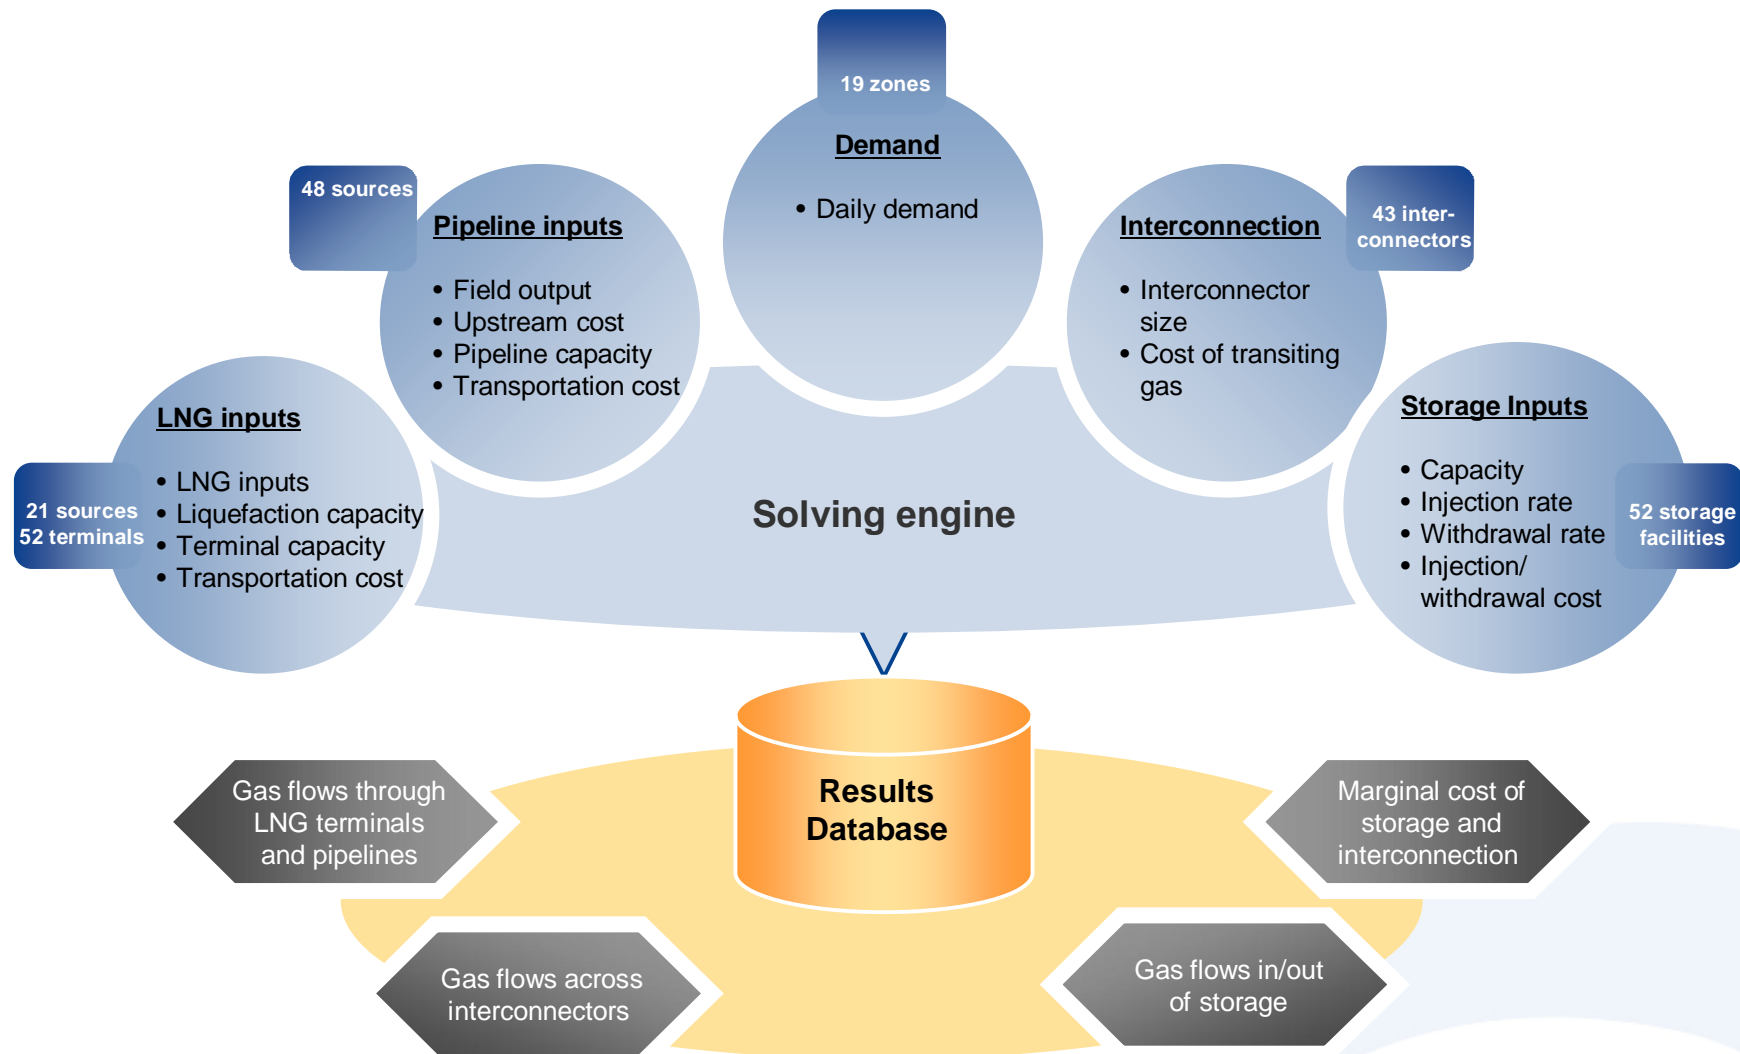 19 zones
Demand
• Daily demand
48 sources
Pipeline inputs
• Field output
• Upstream cost
• Pipeline capacity
• Transportation cost
43 inter-
connectors
Interconnection
• Interconnector
size
• Cost of transiting
gas
21 sources
52 terminals
LNG inputs
• LNG inputs
• Liquefaction capacity
• Terminal capacity
• Transportation cost
Storage Inputs
• Capacity
• Injection rate
• Withdrawal rate
• Injection/
withdrawal cost
52 storage
facilities
Solving engine
Results
Database
Gas flows through
LNG terminals
and pipelines
Gas flows across
interconnectors
Gas flows in/out
of storage
Marginal cost of
storage and
interconnection